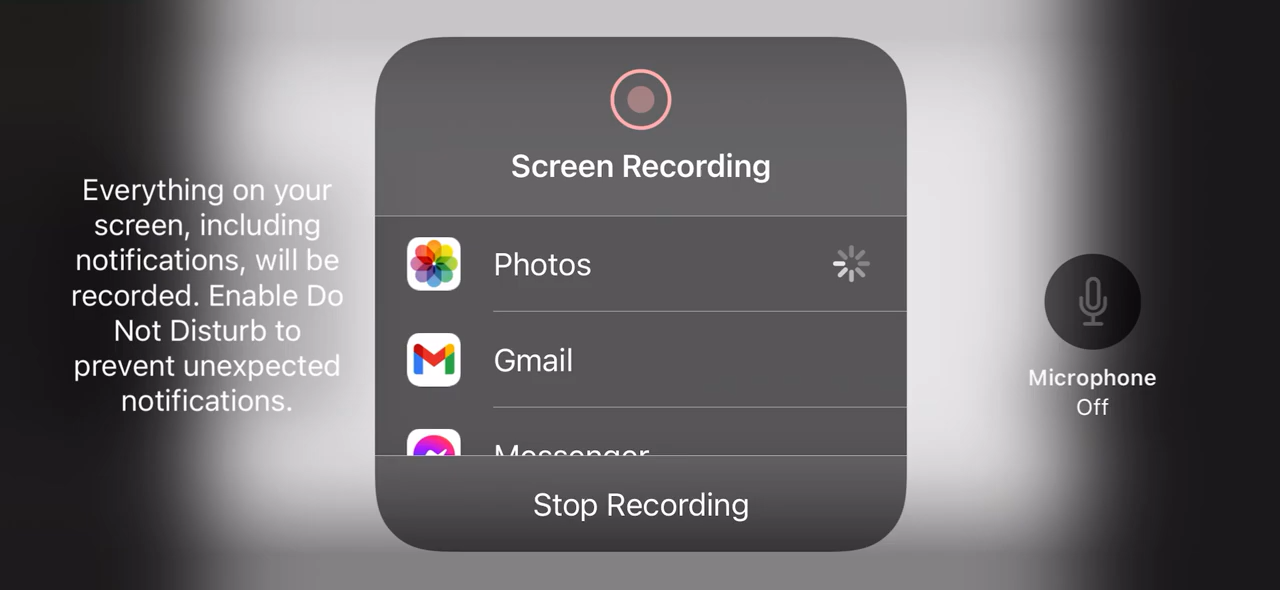 Everything on your
screen, including
notifications, will be
recorded. Enable Do
Not Disturb to
prevent unexpected
notifications.
Screen Recording
Photos
Gmail
Messenger
Stop Recording
Microphone
Off